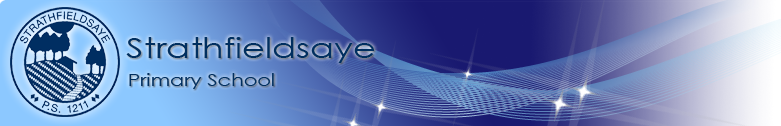 STRATHFIELDSAYE
P.S. 1211
Strathfieldsaye
Primary School